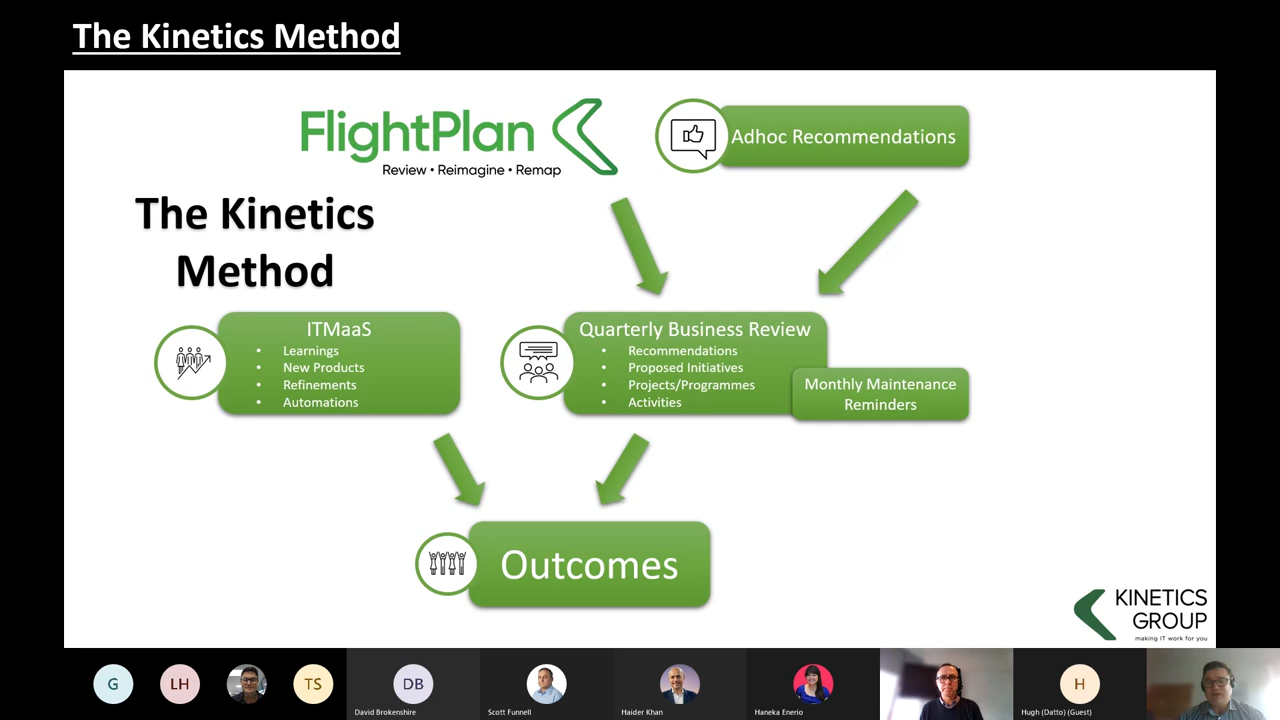 The Kinetics Method
FlightPlan
Review • Reimagine • Remap
Adhoc Recommendations
The Kinetics
Method
ITMaaS
• Learnings
• New Products
• Refinements
• Automations
Quarterly Business Review
• Recommendations
• Proposed Initiatives
• Projects/Programmes
• Activities
Monthly Maintenance
Reminders
Outcomes
KINETICS
GROUP
making IT work for you
G
LH
TS
DB
David Brokenshire
Scott Funnell
Haider Khan
Haneka Enerio
H
Hugh (Datto) (Guest)